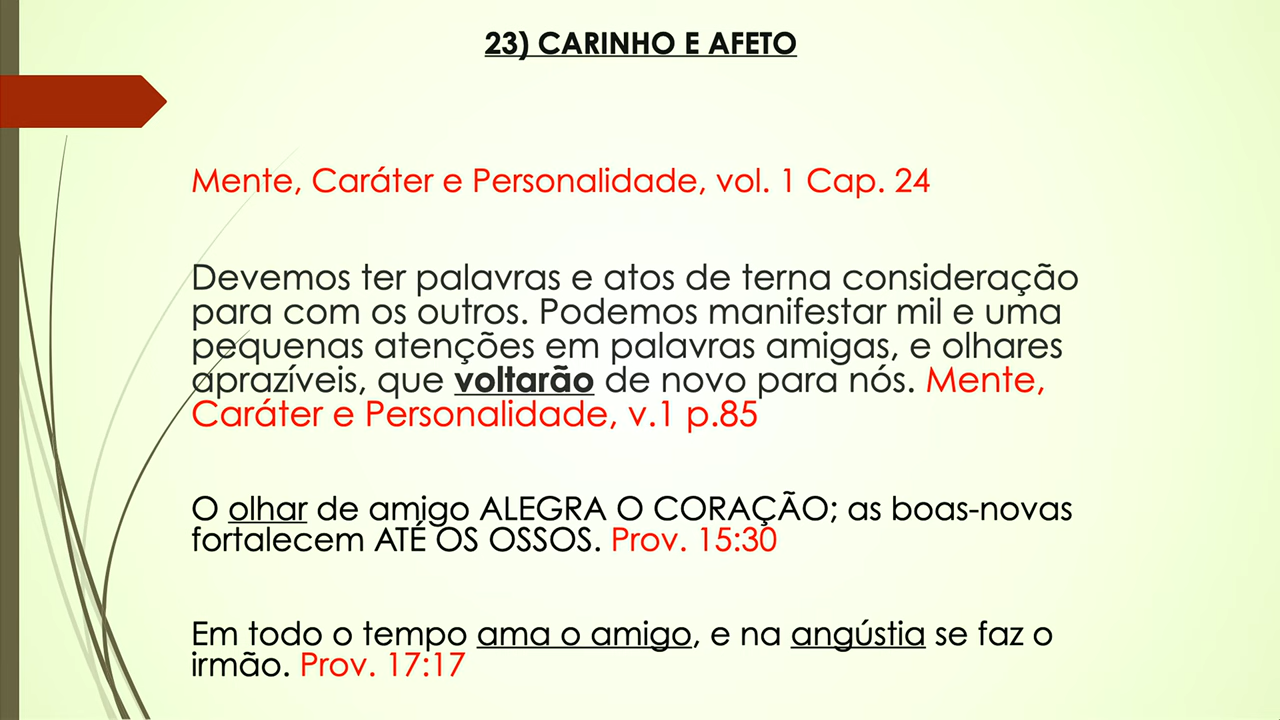 23) CARINHO E AFETO
Mente, Caráter e Personalidade, vol. 1 Cap. 24
Devemos ter palavras e atos de terna consideração
para com os outros. Podemos manifestar mil e uma
pequenas atenções em palavras amigas, e olhares
aprazíveis, que voltarão de novo para nós. Mente,
Caráter e Personalidade, v.1 p.85
O olhar de amigo ALEGRA O CORAÇÃO; as boas-novas
fortalecem ATÉ OS OSSOS. Prov. 15:30
Em todo o tempo ama o amigo, e na angústia se faz o
irmão. Prov. 17:17